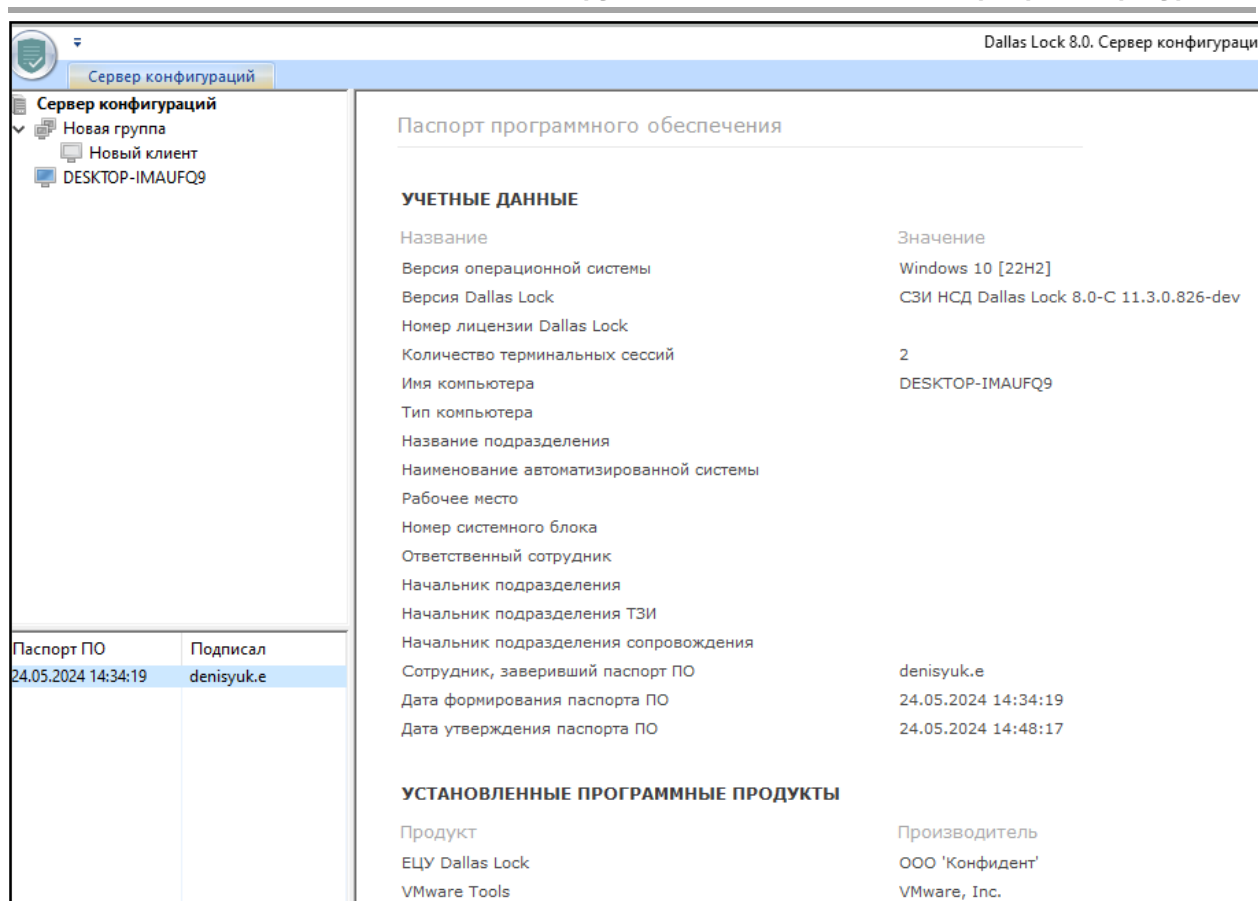 Dallas Lock 8.0. Сервер конфигураци
Сервер конфигураций
Сервер конфигураций
Новая группа
Новый клиент
DESKTOP-IMAUFQ9
Паспорт ПО Подписал
24.05.2024 14:34:19 denisyuk.e
Паспорт программного обеспечения
УЧЕТНЫЕ ДАННЫЕ
Название Значение
Версия операционной системы Windows 10 [22H2]
Версия Dallas Lock СЗИ НСД Dallas Lock 8.0-C 11.3.0.826-dev
Номер лицензии Dallas Lock
Количество терминальных сессий 2
Имя компьютера DESKTOP-IMAUFQ9
Тип компьютера
Название подразделения
Наименование автоматизированной системы
Рабочее место
Номер системного блока
Ответственный сотрудник
Начальник подразделения
Начальник подразделения ТЗИ
Начальник подразделения сопровождения
Сотрудник, заверивший паспорт ПО denisyuk.e
Дата формирования паспорта ПО 24.05.2024 14:34:19
Дата утверждения паспорта ПО 24.05.2024 14:48:17
УСТАНОВЛЕННЫЕ ПРОГРАММНЫЕ ПРОДУКТЫ
Продукт Производитель
ЕЦУ Dallas Lock ООО 'Конфидент'
VMware Tools VMware, Inc.